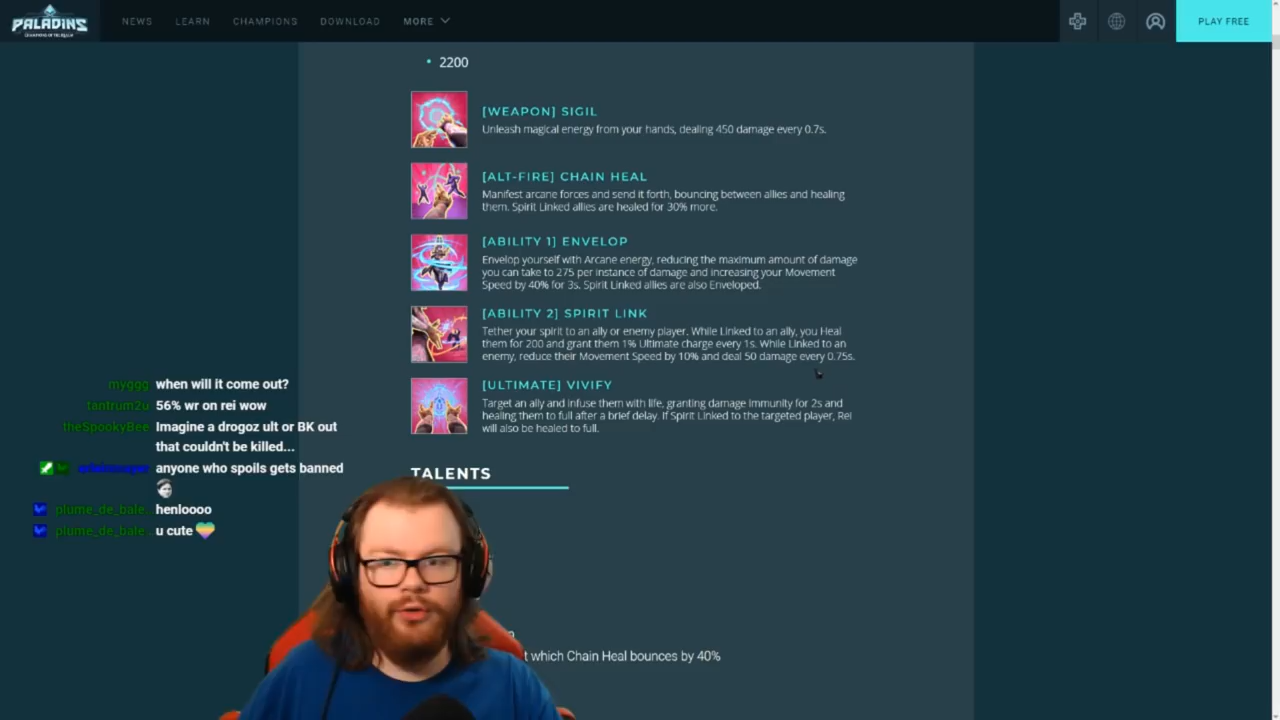 PALADINS
CHAMPIONS OF THE REALM
NEWS
LEARN
CHAMPIONS
DOWNLOAD
MORE
PLAY FREE
• 2200
[WEAPON] SIGIL
Unleash magical energy from your hands, dealing 450 damage every 0.7s.
[ALT-FIRE] CHAIN HEAL
Manifest arcane forces and send it forth, bouncing between allies and healing
them. Spirit Linked allies are healed for 30% more.
[ABILITY 1] ENVELOP
Envelop yourself with Arcane energy, reducing the maximum amount of damage
you can take to 275 per instance of damage and increasing your Movement
Speed by 40% for 3s. Spirit Linked allies are also Enveloped.
[ABILITY 2] SPIRIT LINK
Tether your spirit to an ally or enemy player. While Linked to an ally, you Heal
them for 200 and grant them 1% Ultimate charge every 1s. While Linked to an
enemy, reduce their Movement Speed by 10% and deal 50 damage every 0.75s.
[ULTIMATE] VIVIFY
Target an ally and infuse them with life, granting damage immunity for 2s and
healing them to full after a brief delay. If Spirit Linked to the targeted player, Rei
will also be healed to full.
TALENTS
t which Chain Heal bounces by 40%
myggg when will it come out?
tantrum2u 56% wr on rei wow
theSpookyBee Imagine a drogoz ult or BK out
that couldn't be killed...
anyone who spoils gets banned
plume_de_bale.. henloooo
plume_de_bale.. u cute